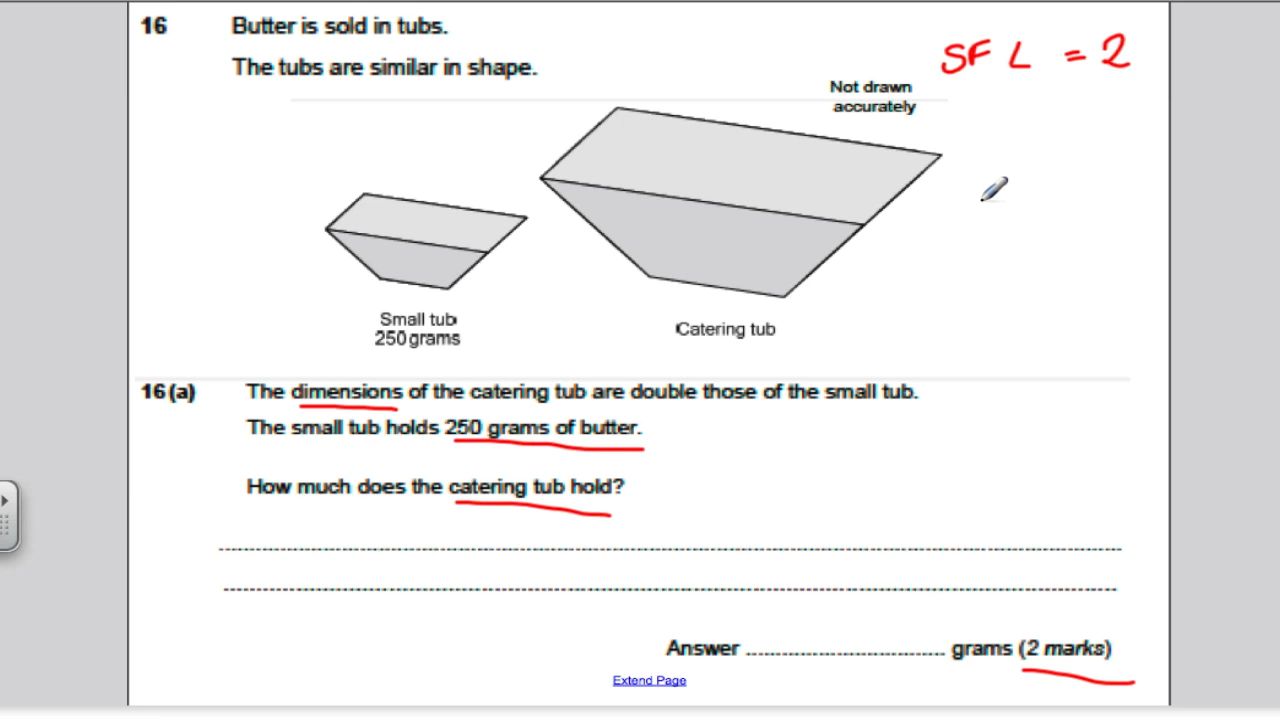 16 Butter is sold in tubs.
The tubs are similar in shape.
SF L = 2
Not drawn
accurately
Small tub
250 grams
Catering tub
16 (a) The dimensions of the catering tub are double those of the small tub.
The small tub holds 250 grams of butter.
How much does the catering tub hold?
Answer ................................... grams (2 marks)
Extend Page